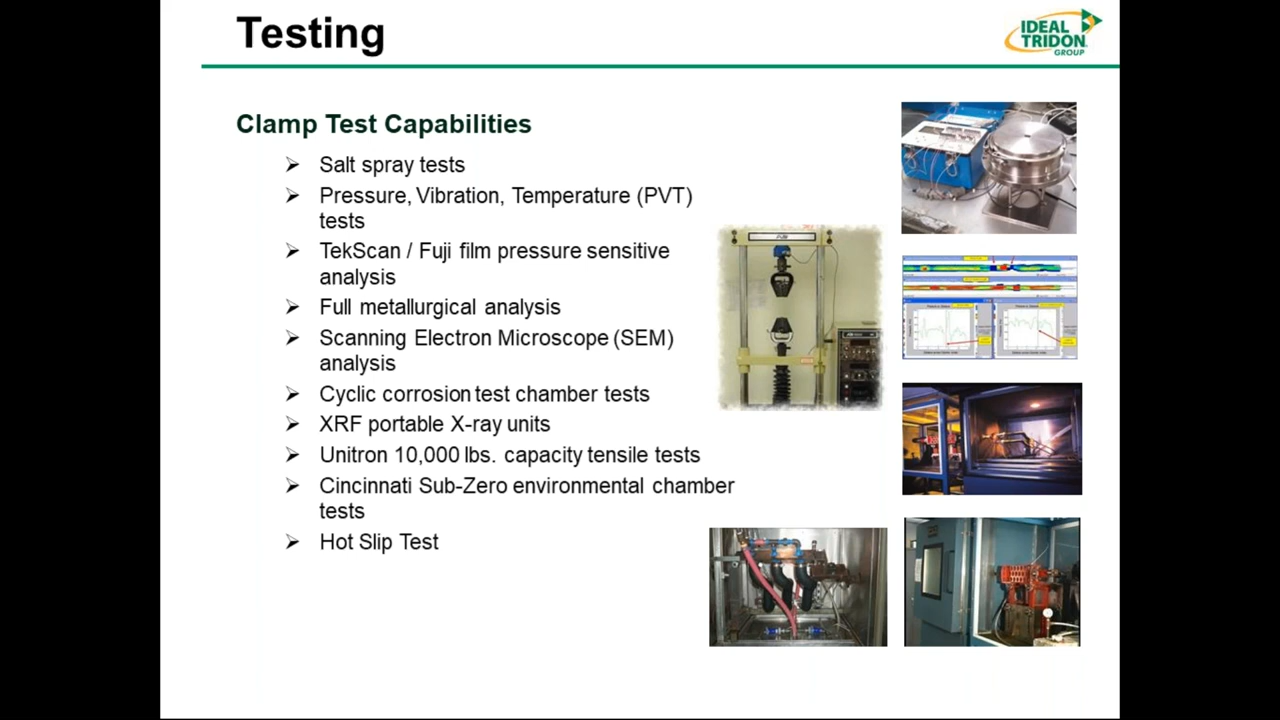 Testing
IDEAL
TRIDON
GROUP
Clamp Test Capabilities
Salt spray tests
Pressure, Vibration, Temperature (PVT)
tests
TekScan / Fuji film pressure sensitive
analysis
Full metallurgical analysis
Scanning Electron Microscope (SEM)
analysis
Cyclic corrosion test chamber tests
XRF portable X-ray units
Unitron 10,000 lbs. capacity tensile tests
Cincinnati Sub-Zero environmental chamber
tests
Hot Slip Test